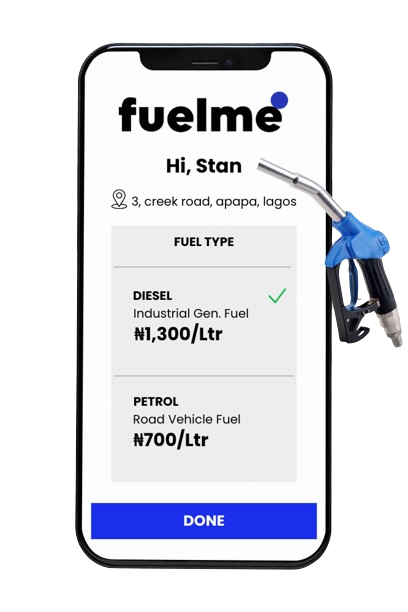 fuelme
Hi, Stan
3, creek road, apapa, lagos
FUEL TYPE
DIESEL
Industrial Gen. Fuel
₦1,300/Ltr
PETROL
Road Vehicle Fuel
₦700/Ltr
DONE